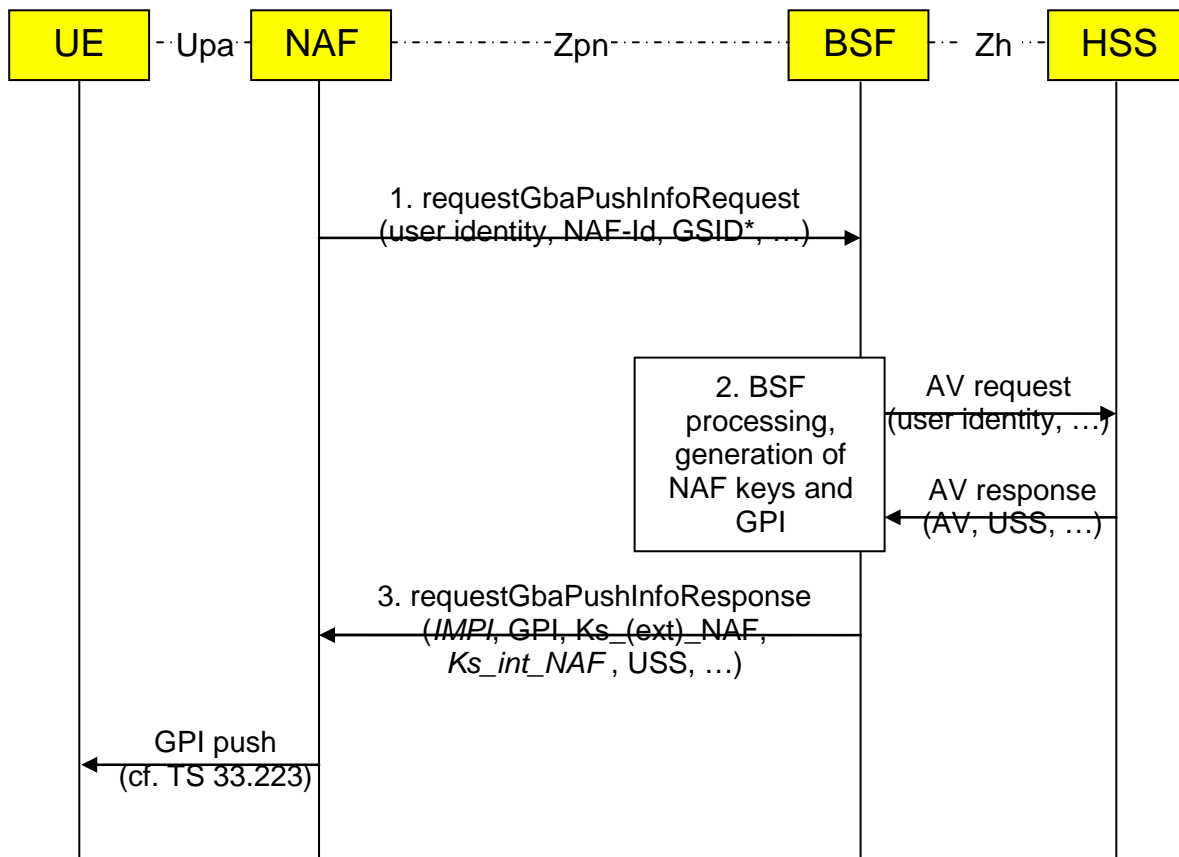 UE Upa NAF Zpn BSF Zh HSS
1. requestGbaPushInfoRequest
(user identity, NAF-Id, GSID*, …)
2. BSF
processing,
generation of
NAF keys and
GPI
AV request
(user identity, …)
AV response
(AV, USS, …)
3. requestGbaPushInfoResponse
(IMPI, GPI, Ks_(ext)_NAF,
Ks_int_NAF , USS, …)
GPI push
(cf. TS 33.223)